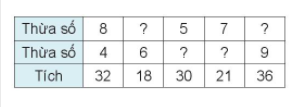 Thừa số 8 ? 5 7 ?
Thừa số 4 6 ? ? 9
Tích 32 18 30 21 36